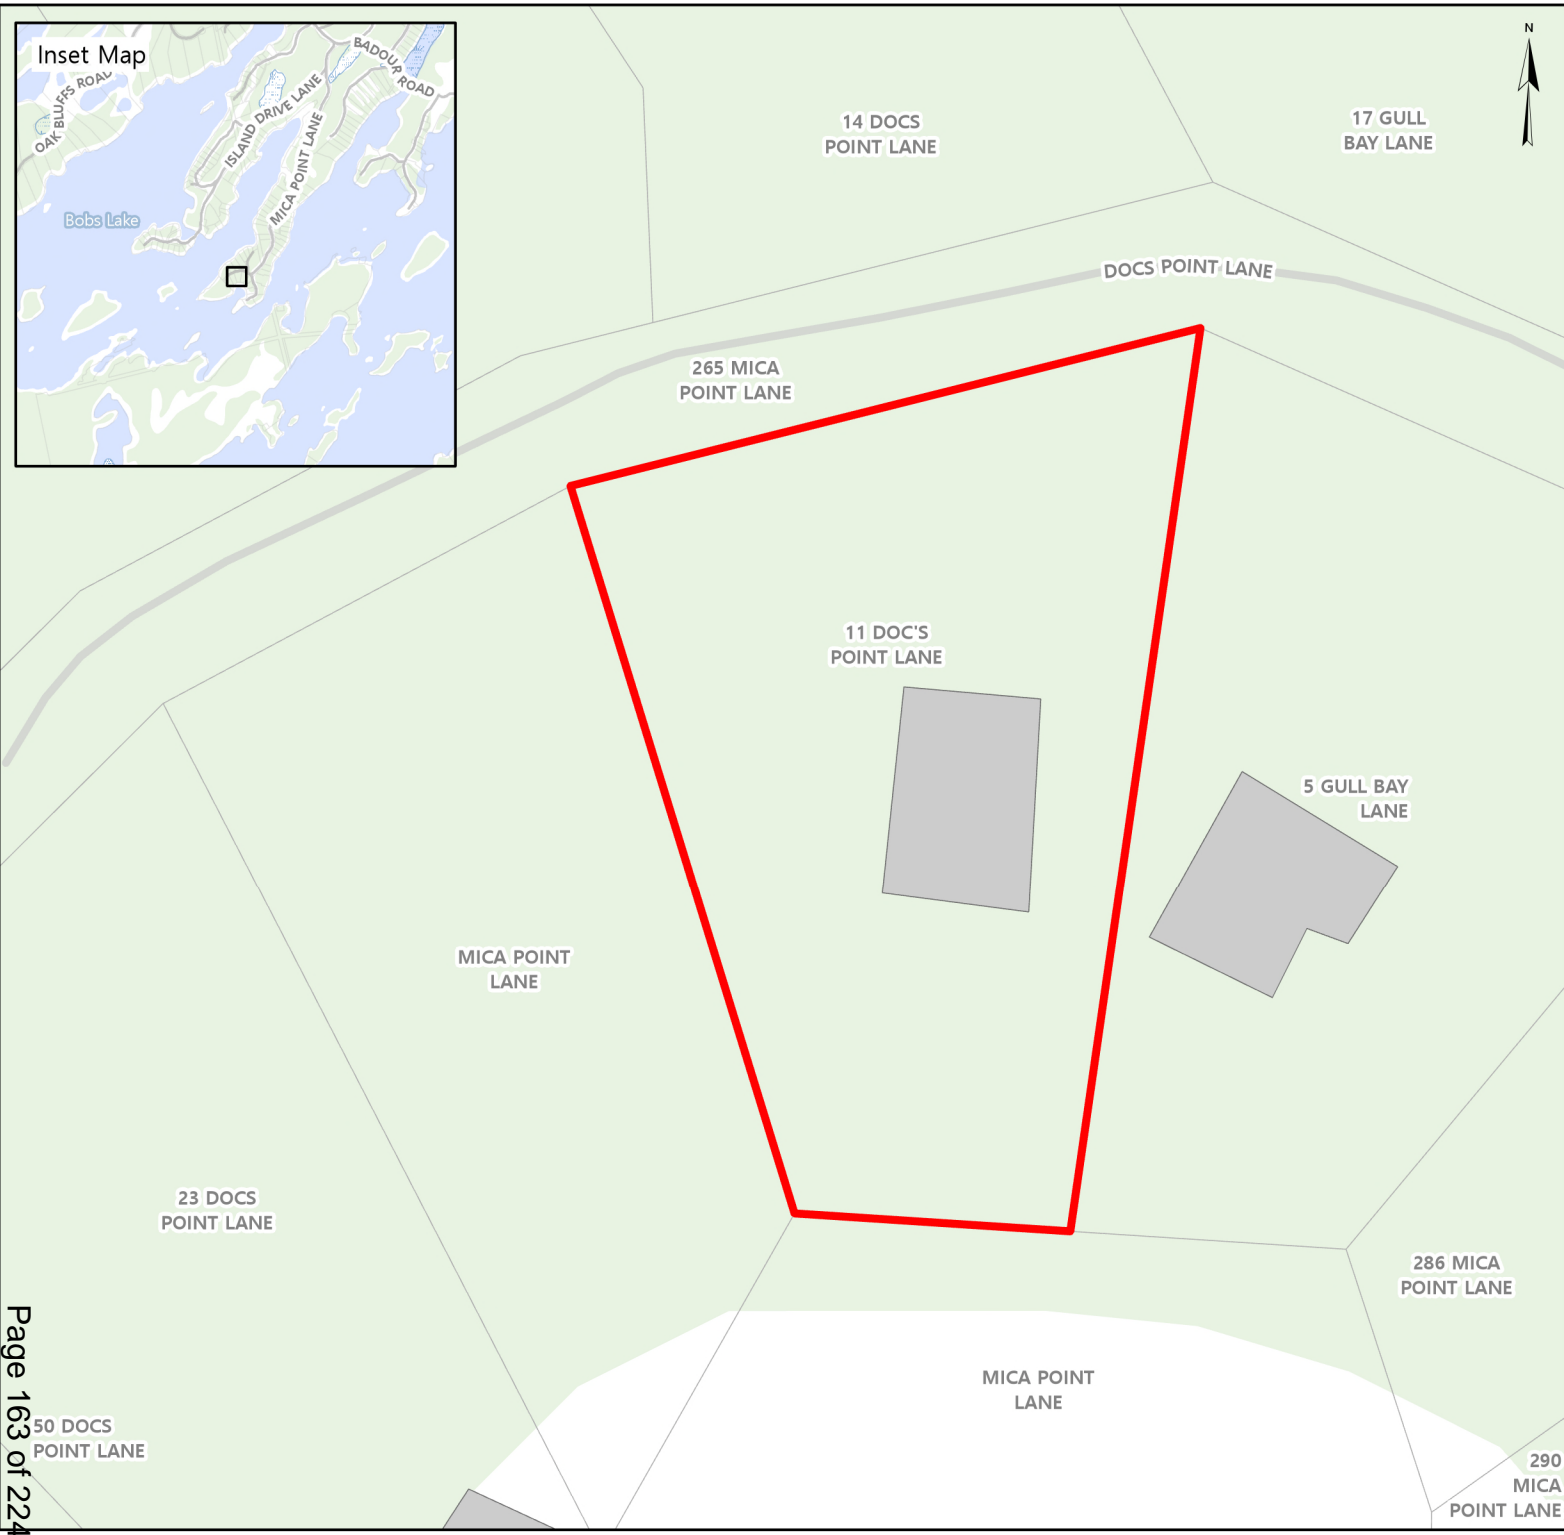 Inset Map
OAK BLUFFS ROAD
ISLAND DRIVE LANE
BADOUR ROAD
MICA POINT LANE
Bobs Lake
N
14 DOCS
POINT LANE
17 GULL
BAY LANE
DOCS POINT LANE
265 MICA
POINT LANE
11 DOC'S
POINT LANE
5 GULL BAY
LANE
MICA POINT
LANE
23 DOCS
POINT LANE
286 MICA
POINT LANE
MICA POINT
LANE
50 DOCS
POINT LANE
290
MICA
POINT LANE
Page 163 of 224